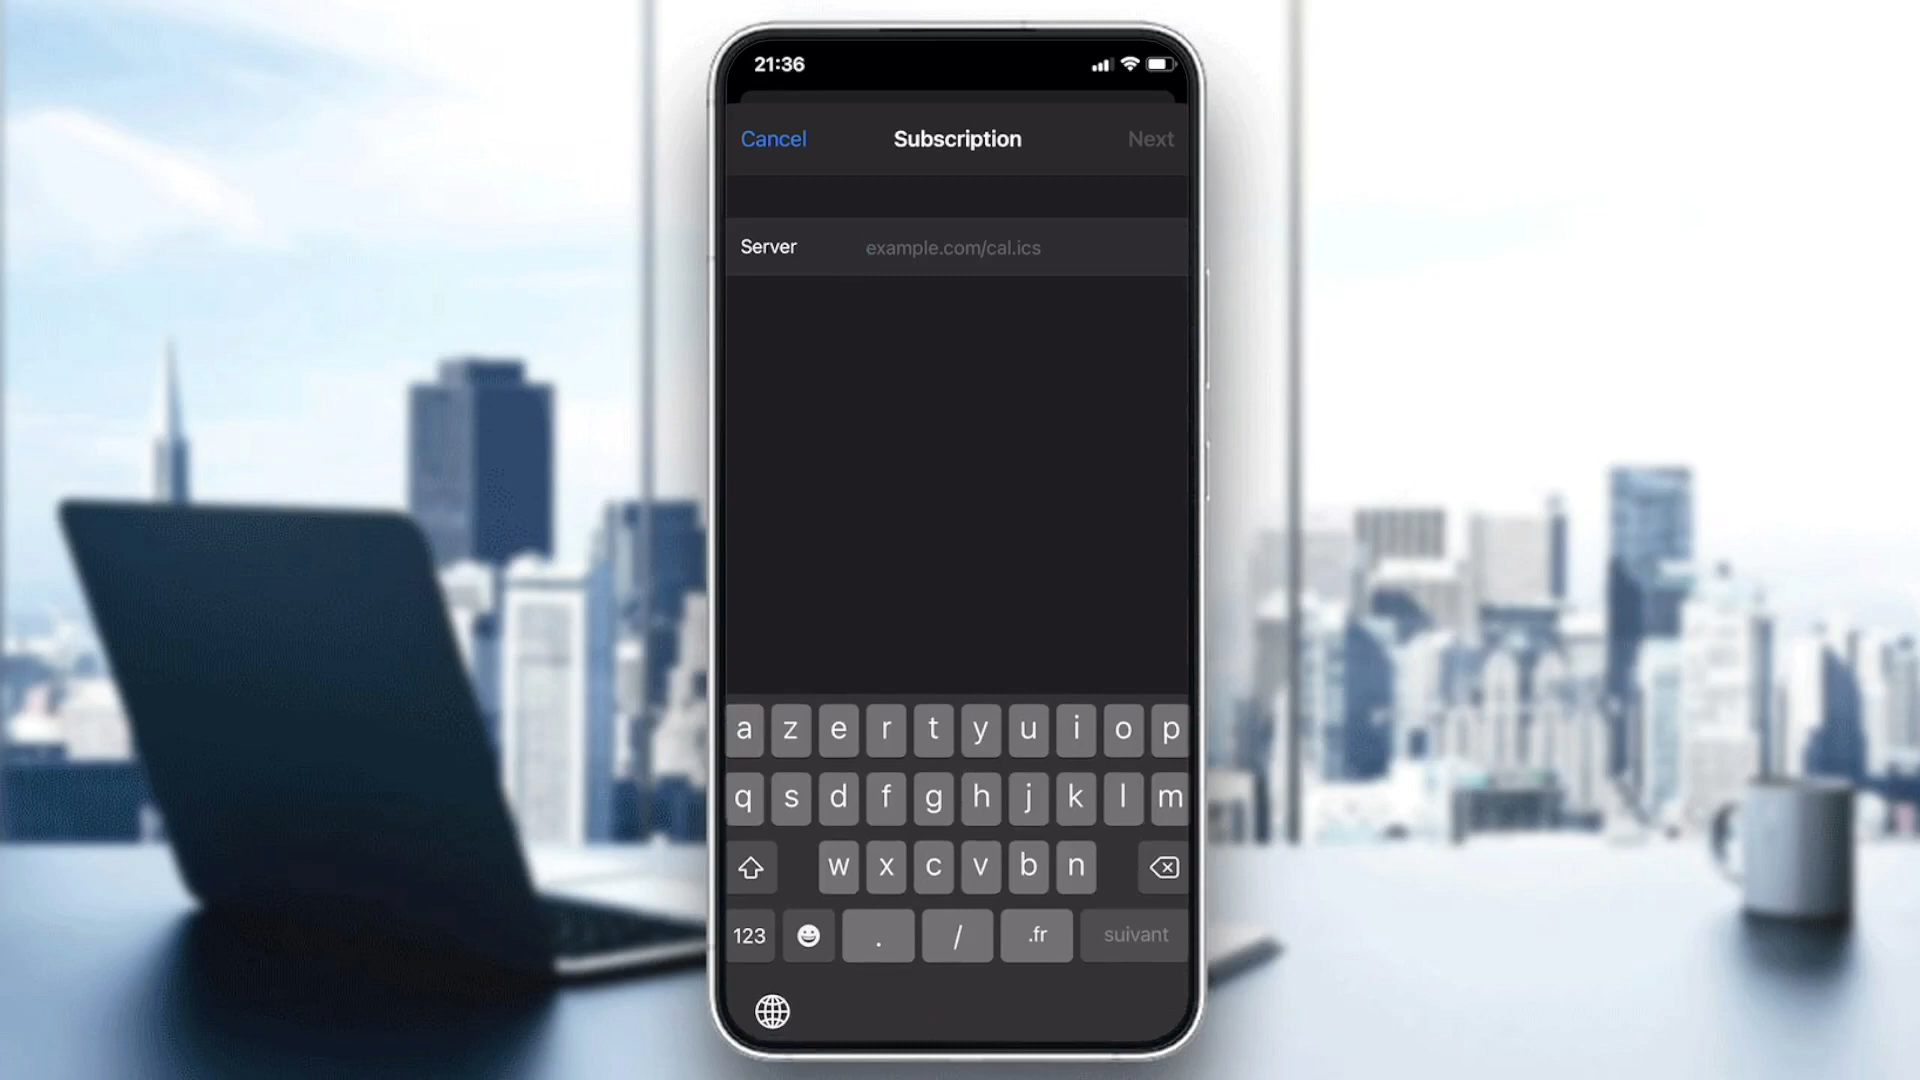 21:36
Cancel Subscription Next
Server example.com/cal.ics
a z e r t y u i o p
q s d f g h j k l m
w x c v b n
123 . / .fr suivant